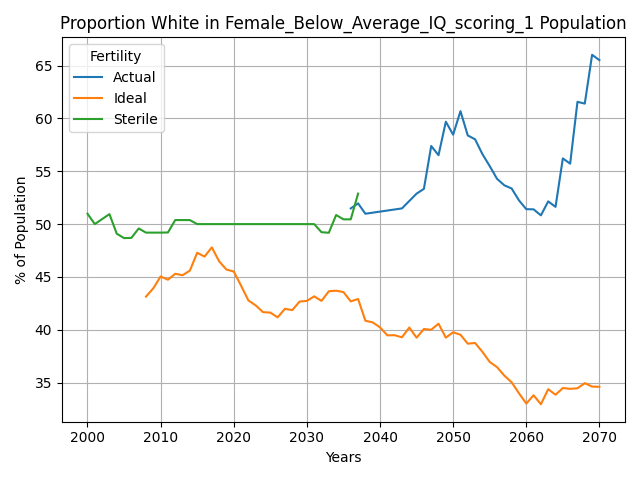 Proportion White in Female_Below_Average_IQ_scoring_1 Population
Fertility
Actual
Ideal
Sterile
% of Population
65
60
55
50
45
40
35
2000 2010 2020 2030 2040 2050 2060 2070
Years